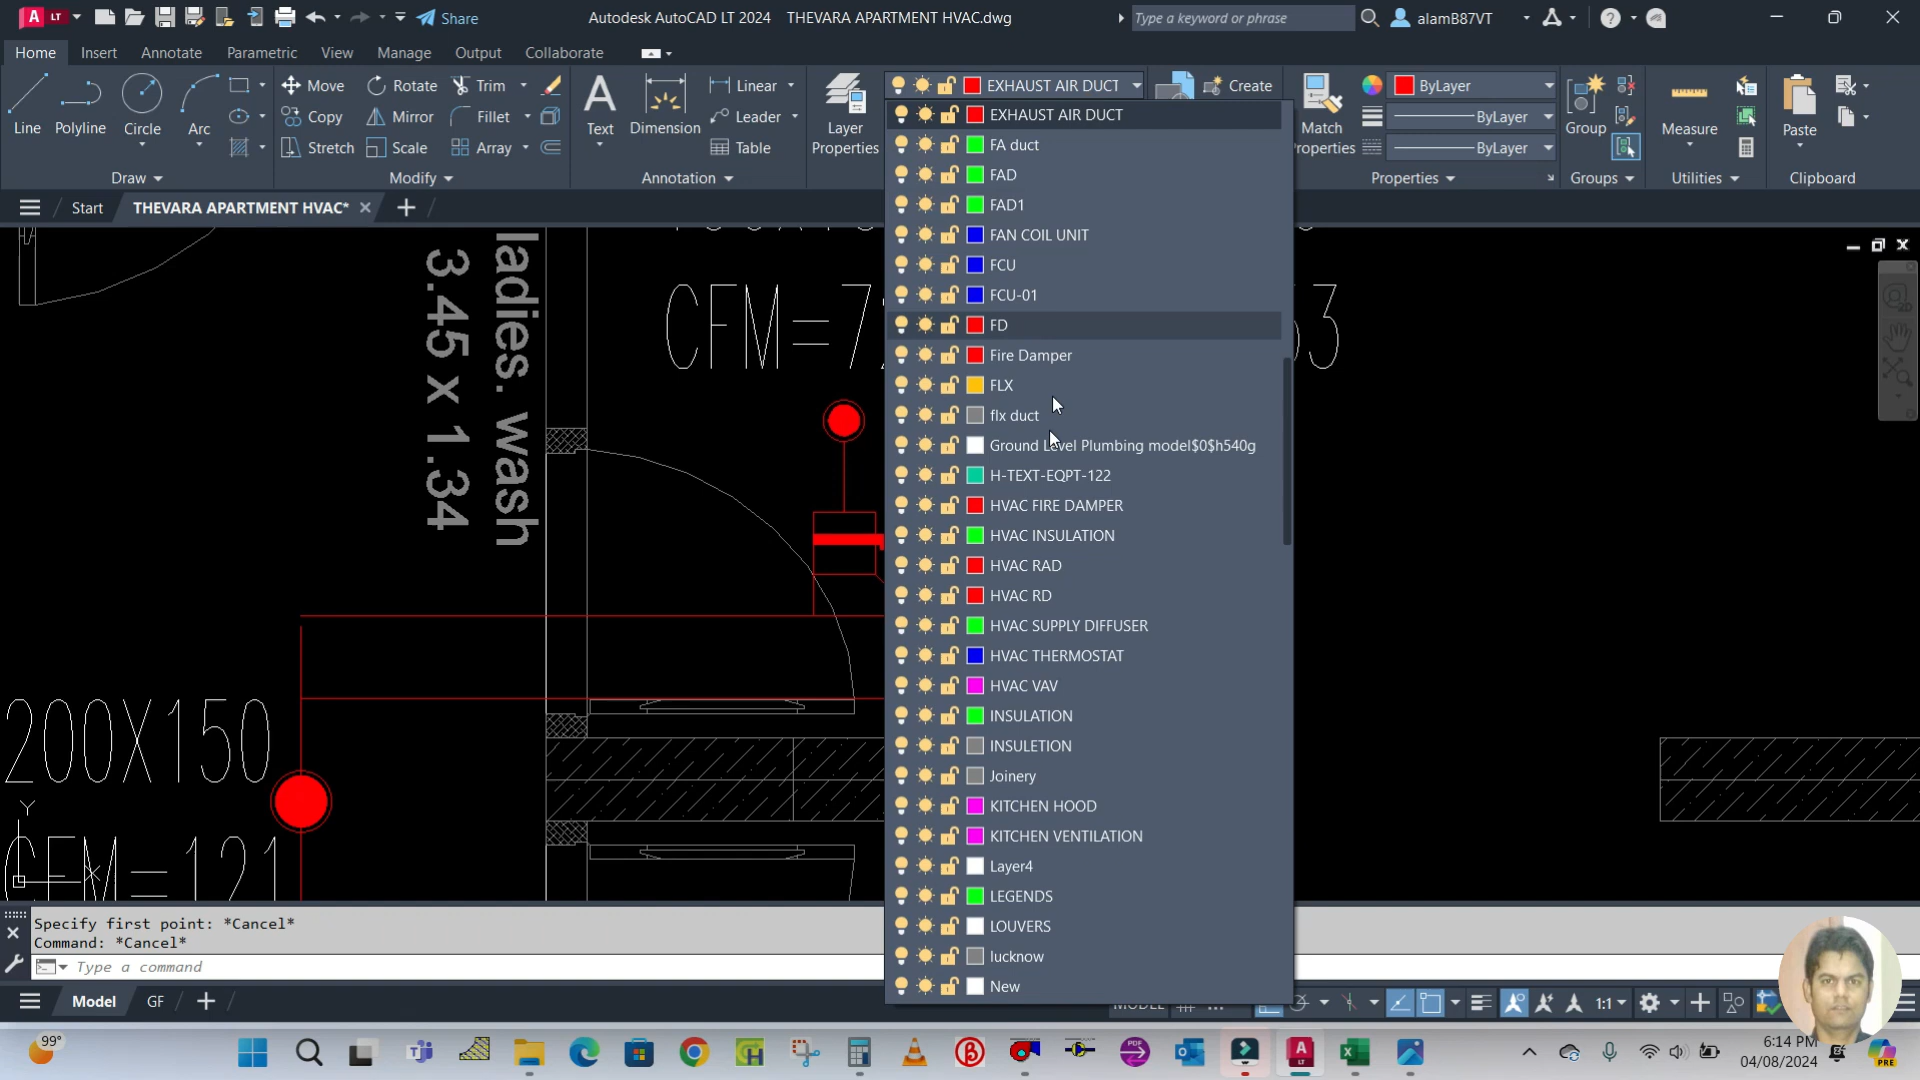 LT
Share
Autodesk AutoCAD LT 2024 THEVARA APARTMENT HVAC.dwg
Type a keyword or phrase
alamB87VT
Home Insert Annotate Parametric View Manage Output Collaborate
Line Polyline Circle Arc
Move Rotate Trim
Copy Mirror Fillet
Stretch Scale Array
Text Dimension
Linear
Leader
Table
Layer
Properties
EXHAUST AIR DUCT
Create
Match
Properties
ByLayer
ByLayer
ByLayer
Group
Measure
Paste
Draw Modify Annotation Properties Groups Utilities Clipboard
Start THEVARA APARTMENT HVAC*
EXHAUST AIR DUCT
FA duct
FAD
FAD1
FAN COIL UNIT
FCU
FCU-01
FD
Fire Damper
FLX
flx duct
Ground Level Plumbing model$0$h540g
H-TEXT-EQPT-122
HVAC FIRE DAMPER
HVAC INSULATION
HVAC RAD
HVAC RD
HVAC SUPPLY DIFFUSER
HVAC THERMOSTAT
HVAC VAV
INSULATION
INSULETION
Joinery
KITCHEN HOOD
KITCHEN VENTILATION
Layer4
LEGENDS
LOUVERS
lucknow
New
ladies. wash
3.45 x 1.34
200X150
CFM=121
Y
X
Specify first point: *Cancel*
Command: *Cancel*
Type a command
Model GF
MODEL
1:1
99°
PDF
LT
6:14 PM
04/08/2024
PRE